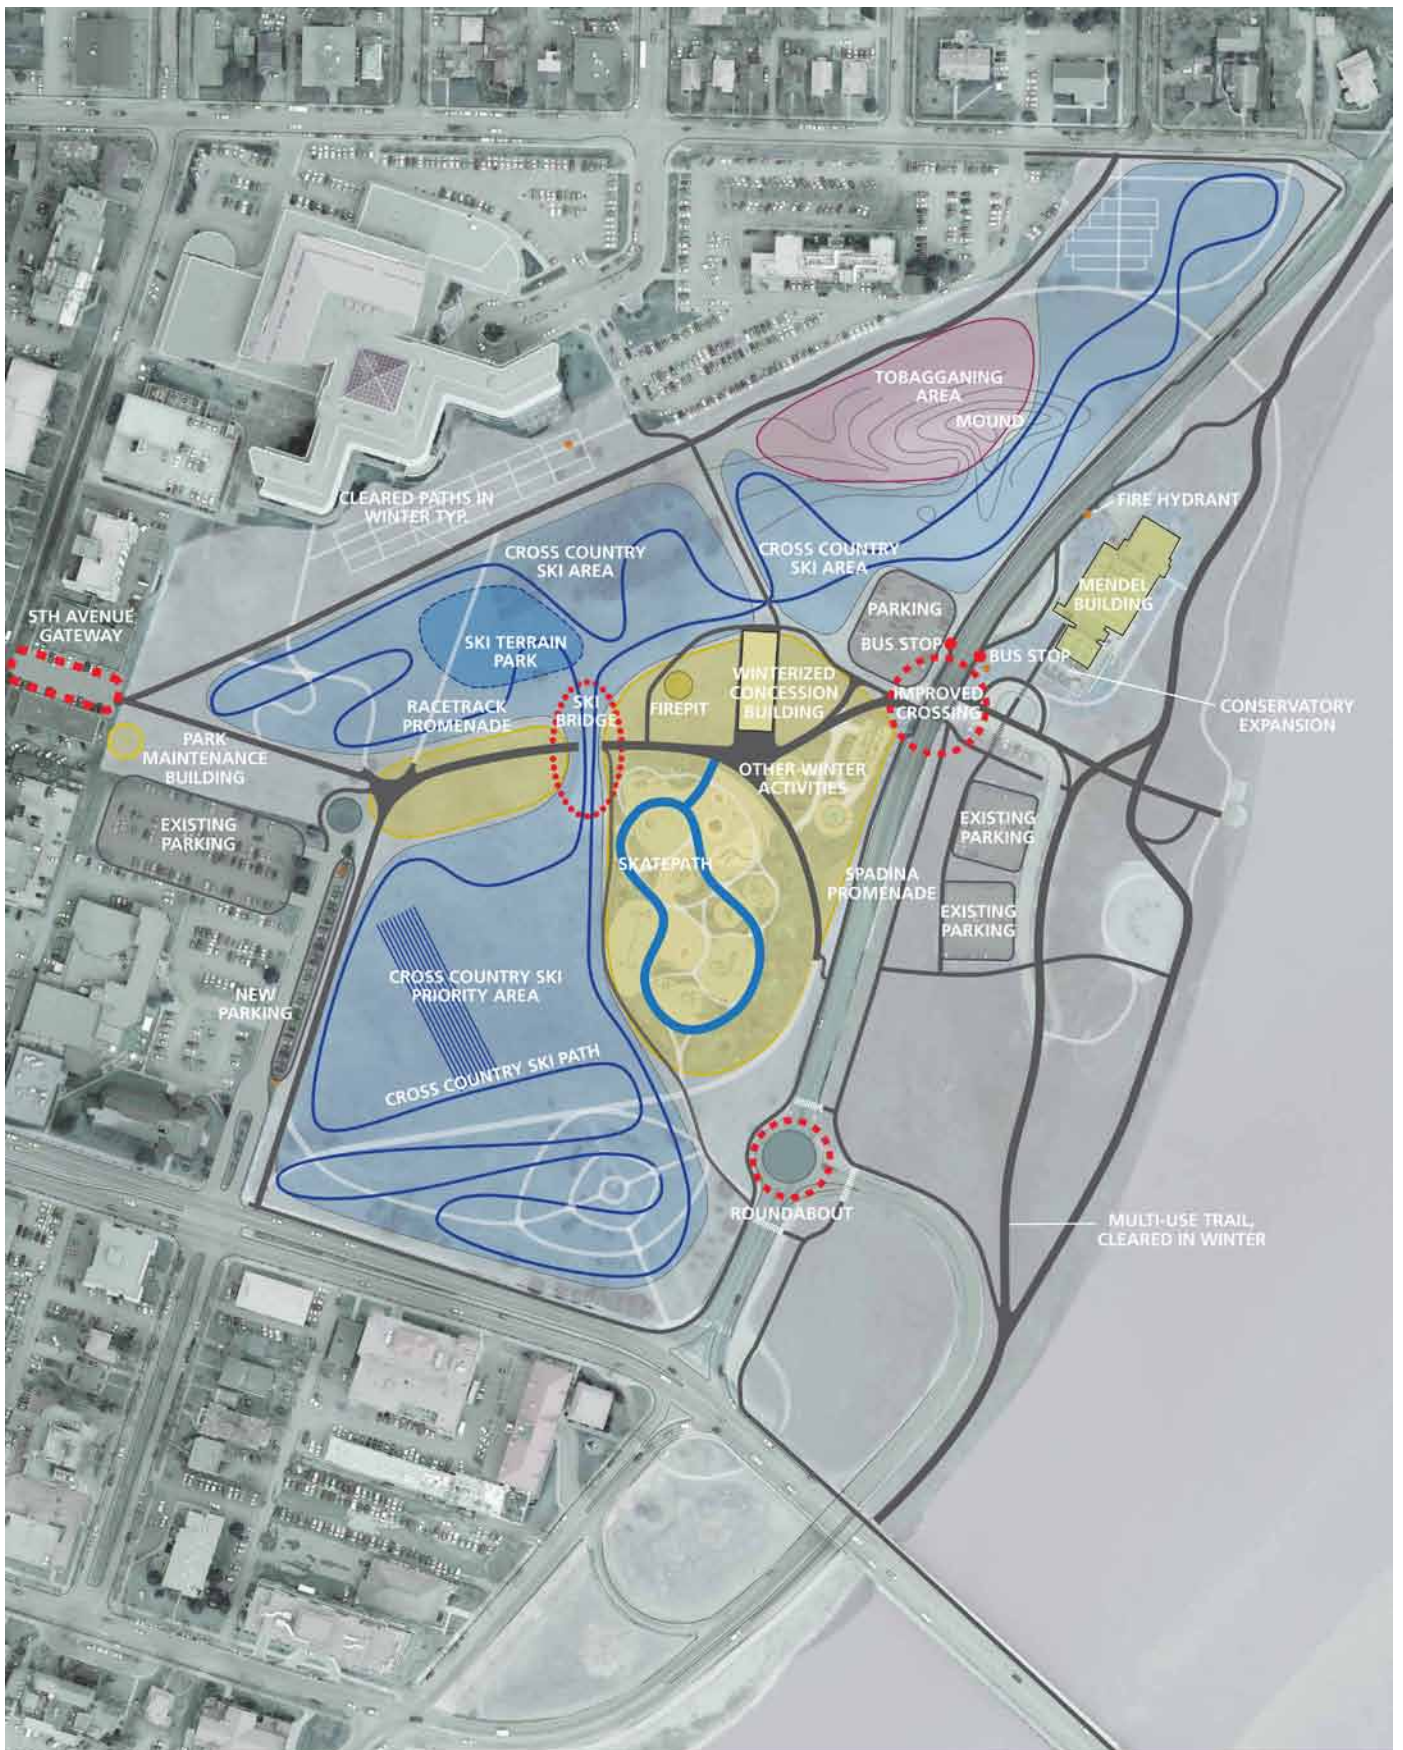 TOBAGGANING
AREA
MOUND
CLEARED PATHS IN
WINTER TYP.
FIRE HYDRANT
CROSS COUNTRY
SKI AREA
CROSS COUNTRY
SKI AREA
MENDEL
BUILDING
PARKING
5TH AVENUE
GATEWAY
SKI TERRAIN
PARK
BUS STOP
BUS STOP
WINTERIZED
CONCESSION
BUILDING
RACETRACK
PROMENADE
SKI
BRIDGE
FIREPIT
IMPROVED
CROSSING
CONSERVATORY
EXPANSION
PARK
MAINTENANCE
BUILDING
OTHER WINTER
ACTIVITIES
EXISTING
PARKING
EXISTING
PARKING
SKATEPATH
SPADINA
PROMENADE
EXISTING
PARKING
CROSS COUNTRY SKI
PRIORITY AREA
NEW
PARKING
CROSS COUNTRY SKI PATH
ROUNDABOUT
MULTI-USE TRAIL,
CLEARED IN WINTER